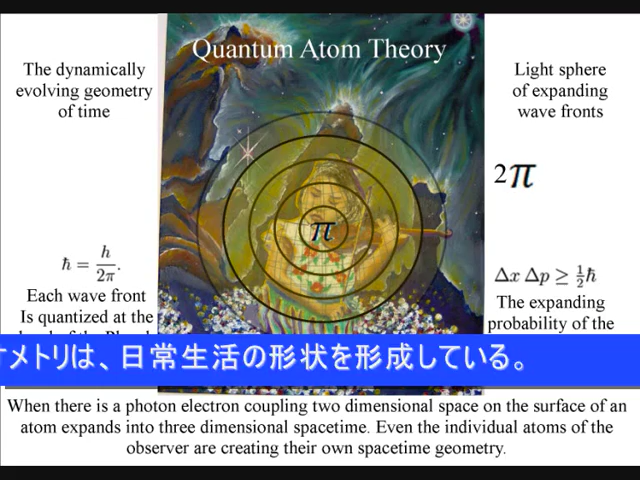 Quantum Atom Theory
The dynamically
evolving geometry
of time
Light sphere
of expanding
wave fronts
2π
π
ħ = h / 2π.
Δx Δp ≥ ½ħ
Each wave front
Is quantized at the
The expanding
probability of the
メトリは、日常生活の形状を形成している。
When there is a photon electron coupling two dimensional space on the surface of an
atom expands into three dimensional spacetime. Even the individual atoms of the
observer are creating their own spacetime geometry.